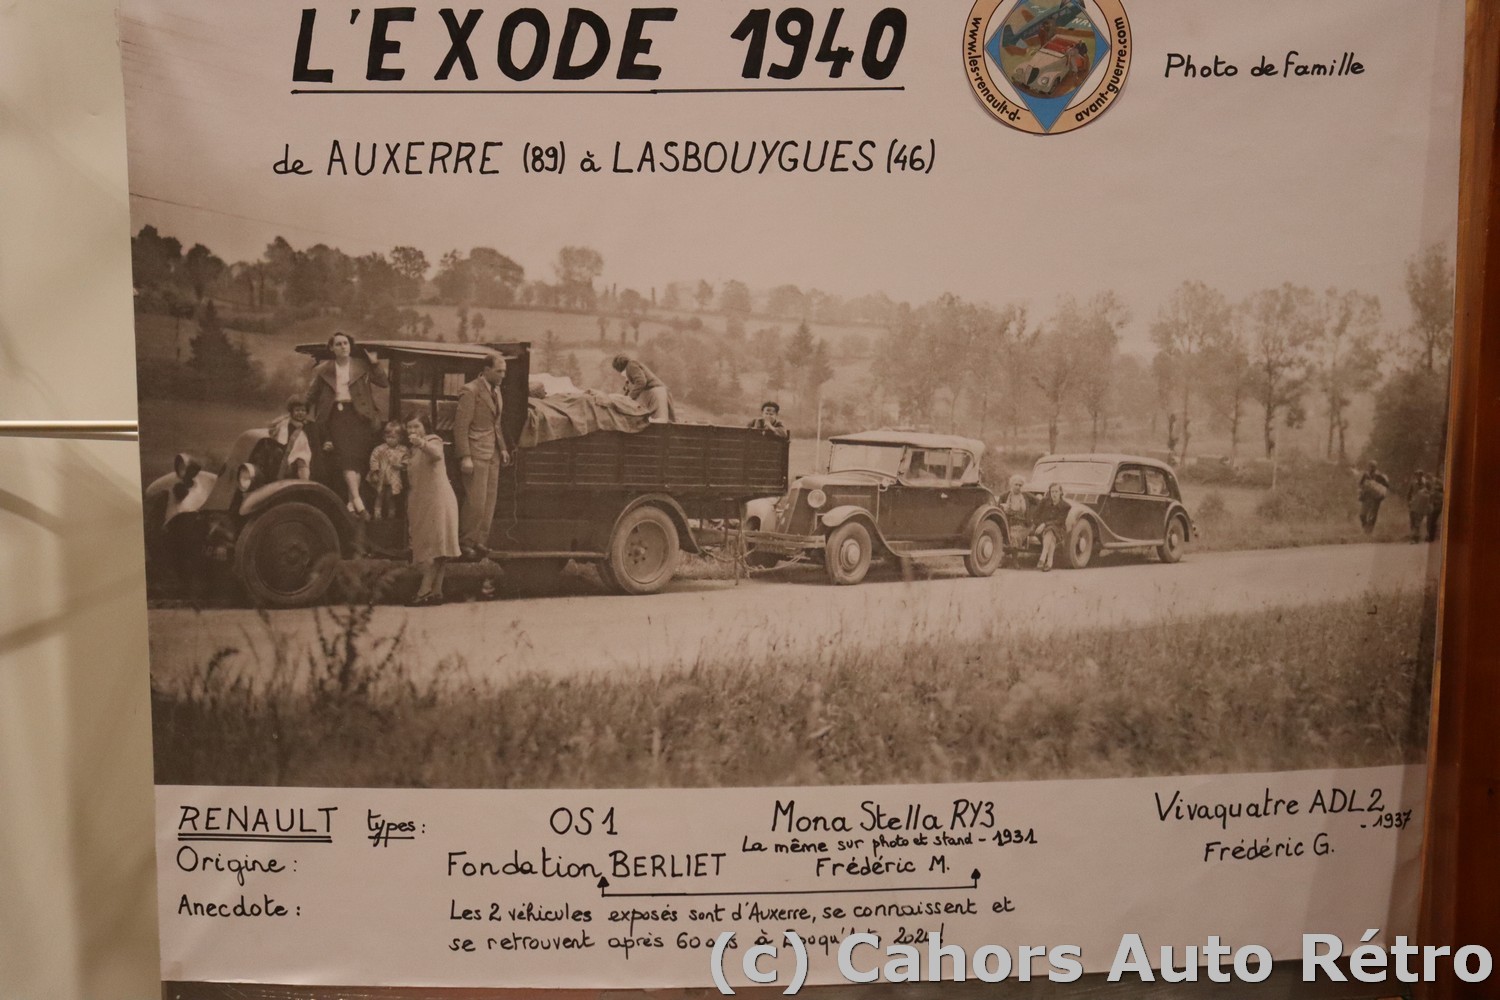 L'EXODE 1940
www.les-renault-d-avant-guerre.com
Photo de famille
de AUXERRE (89) à LASBOUYGUES (46)
RENAULT types: OS1 Mona Stella RY3 Vivaquatre ADL2 - 1937
La même sur photo et stand - 1931
Origine: Fondation BERLIET Frédéric M. Frédéric G.
Anecdote: Les 2 véhicules exposés sont d'Auxerre, se connaissent et
se retrouvent après 60 ans à
(c) Cahors Auto Rétro